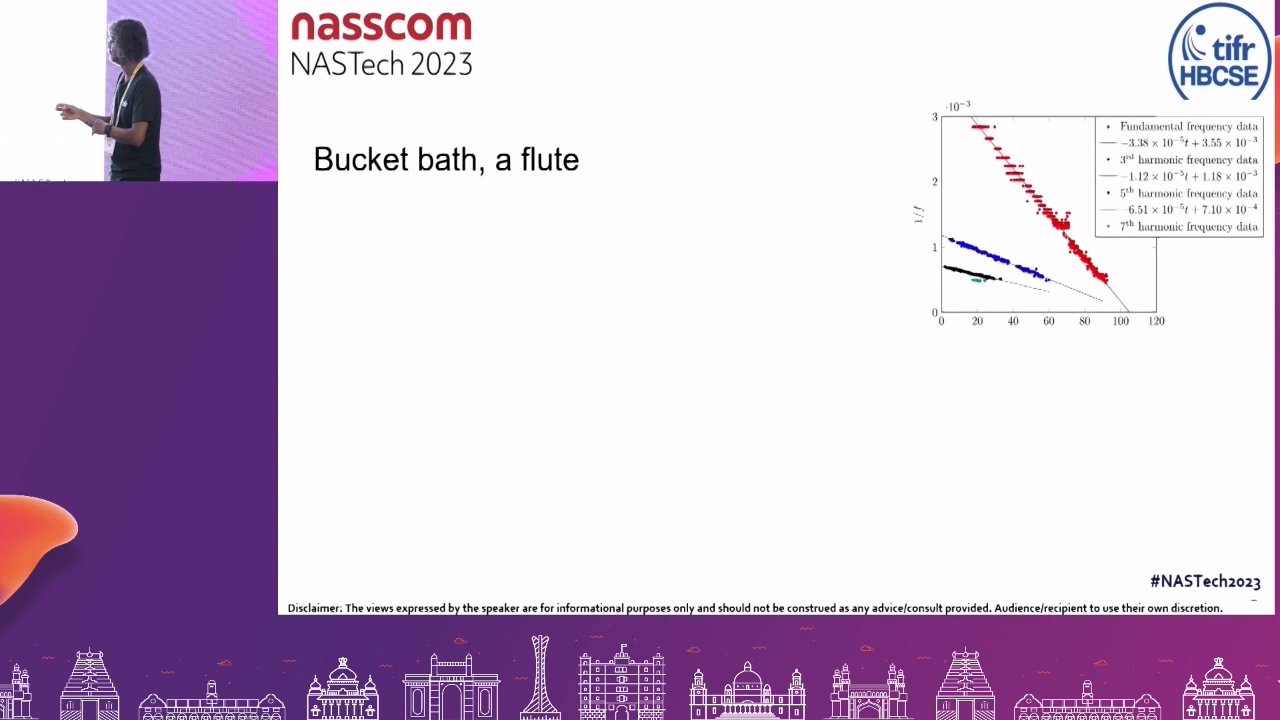 nasscom
NASTech 2023
tifr
HBCSE
Bucket bath, a flute
·10⁻³
3
2
1
0
1/f
0
20
40
60
80
100
120
Fundamental frequency data
−3.38 × 10⁻⁵t + 3.55 × 10⁻³
3ʳᵈ harmonic frequency data
−1.12 × 10⁻⁵t + 1.18 × 10⁻³
5ᵗʰ harmonic frequency data
−6.51 × 10⁻⁵t + 7.10 × 10⁻⁴
7ᵗʰ harmonic frequency data
#NASTech2023
Disclaimer: The views expressed by the speaker are for informational purposes only and should not be construed as any advice/consult provided. Audience/recipient to use their own discretion.